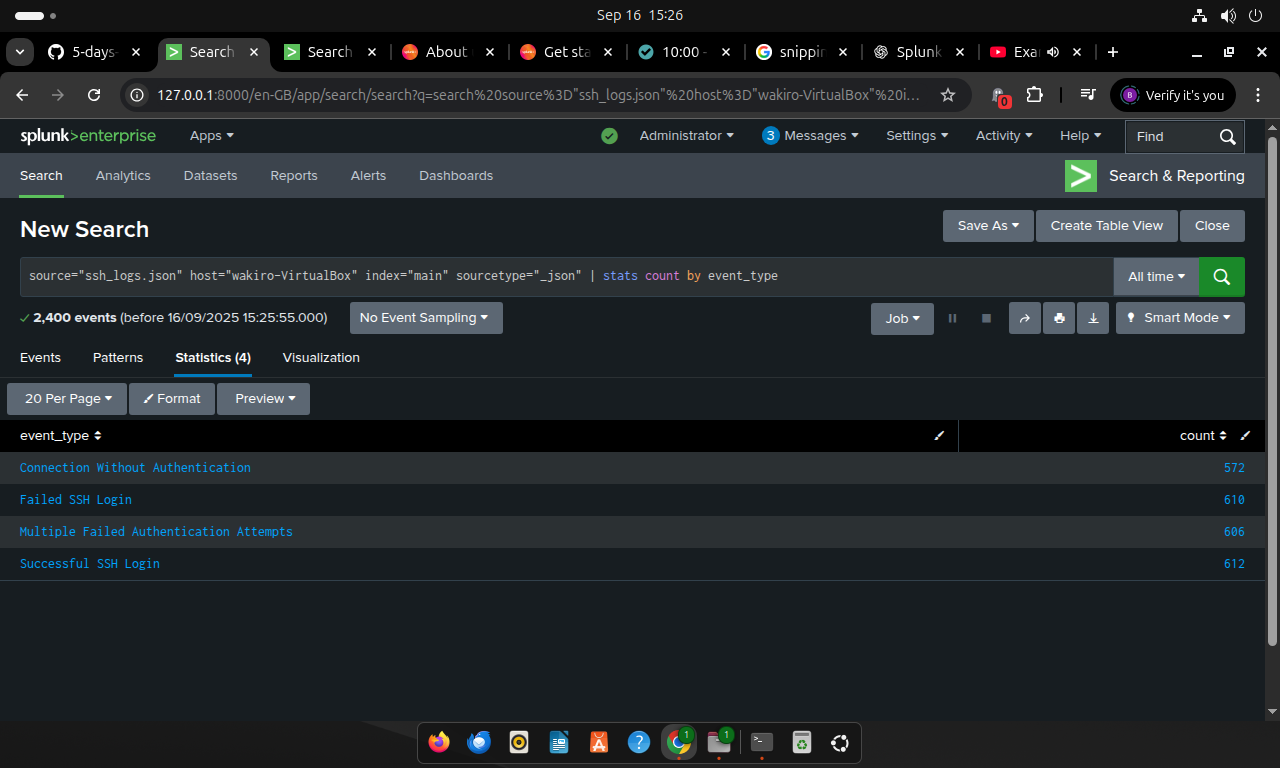 Sep 16 15:26
5-days-
Search
Search
About
Get sta
10:00 -
snippin
Splunk
Exa
127.0.0.1:8000/en-GB/app/search/search?q=search%20source%3D"ssh_logs.json"%20host%3D"wakiro-VirtualBox"%20i...
0
B
Verify it's you
splunk>enterprise
Apps
Administrator
3 Messages
Settings
Activity
Help
Find
Search
Analytics
Datasets
Reports
Alerts
Dashboards
> Search & Reporting
New Search
Save As
Create Table View
Close
source="ssh_logs.json" host="wakiro-VirtualBox" index="main" sourcetype="_json" | stats count by event_type
All time
2,400 events (before 16/09/2025 15:25:55.000)
No Event Sampling
Job
Smart Mode
Events
Patterns
Statistics (4)
Visualization
20 Per Page
Format
Preview
event_type
count
Connection Without Authentication 572
Failed SSH Login 610
Multiple Failed Authentication Attempts 606
Successful SSH Login 612
1
1